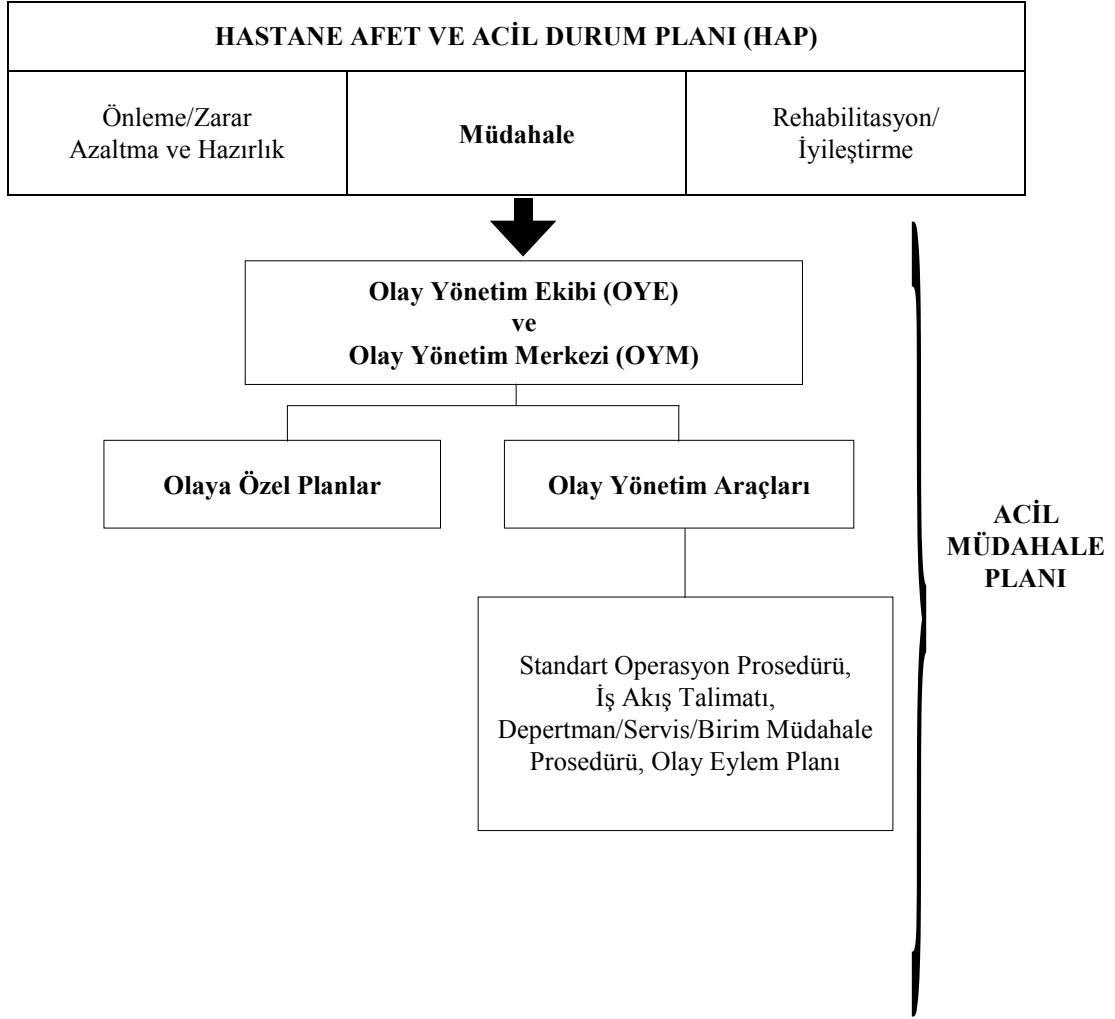 HASTANE AFET VE ACİL DURUM PLANI (HAP)
Önleme/Zarar
Azaltma ve Hazırlık
Müdahale
Rehabilitasyon/
İyileştirme
Olay Yönetim Ekibi (OYE)
ve
Olay Yönetim Merkezi (OYM)
Olaya Özel Planlar
Olay Yönetim Araçları
Standart Operasyon Prosedürü,
İş Akış Talimatı,
Depertman/Servis/Birim Müdahale
Prosedürü, Olay Eylem Planı
ACİL
MÜDAHALE
PLANI